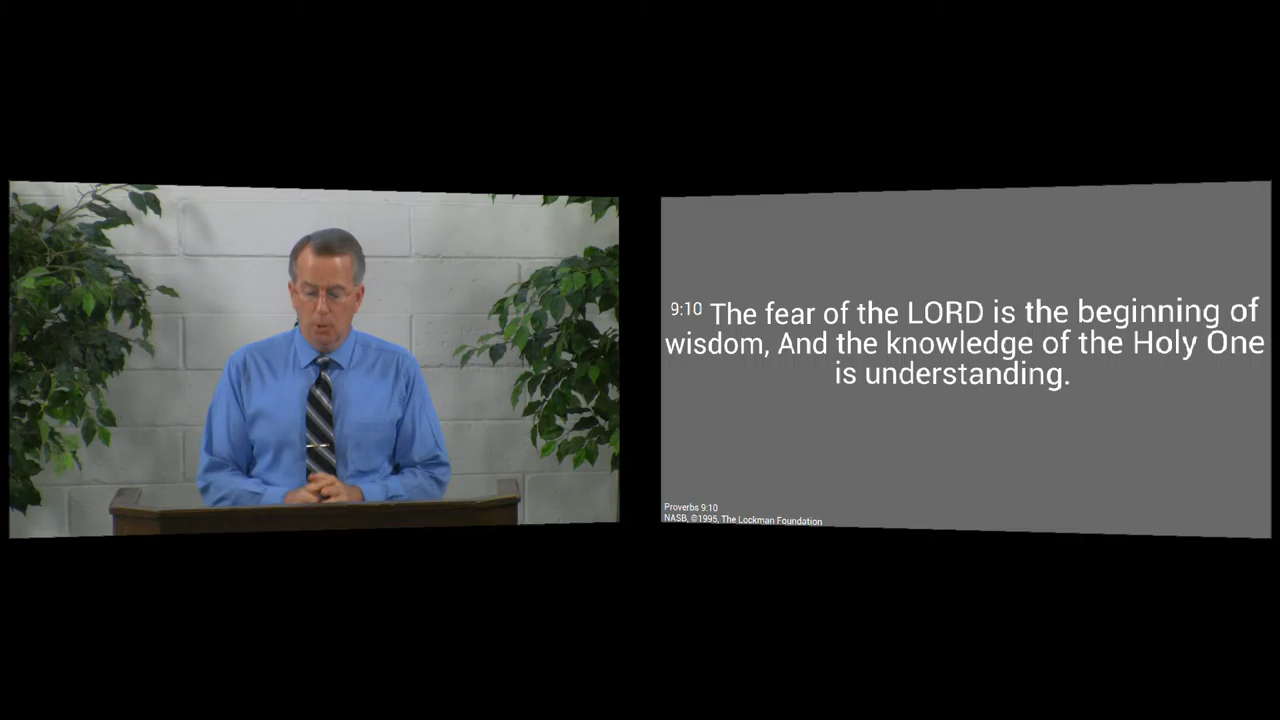 9:10 The fear of the LORD is the beginning of
wisdom, And the knowledge of the Holy One
is understanding.
Proverbs 9:10
NASB, ©1995, The Lockman Foundation